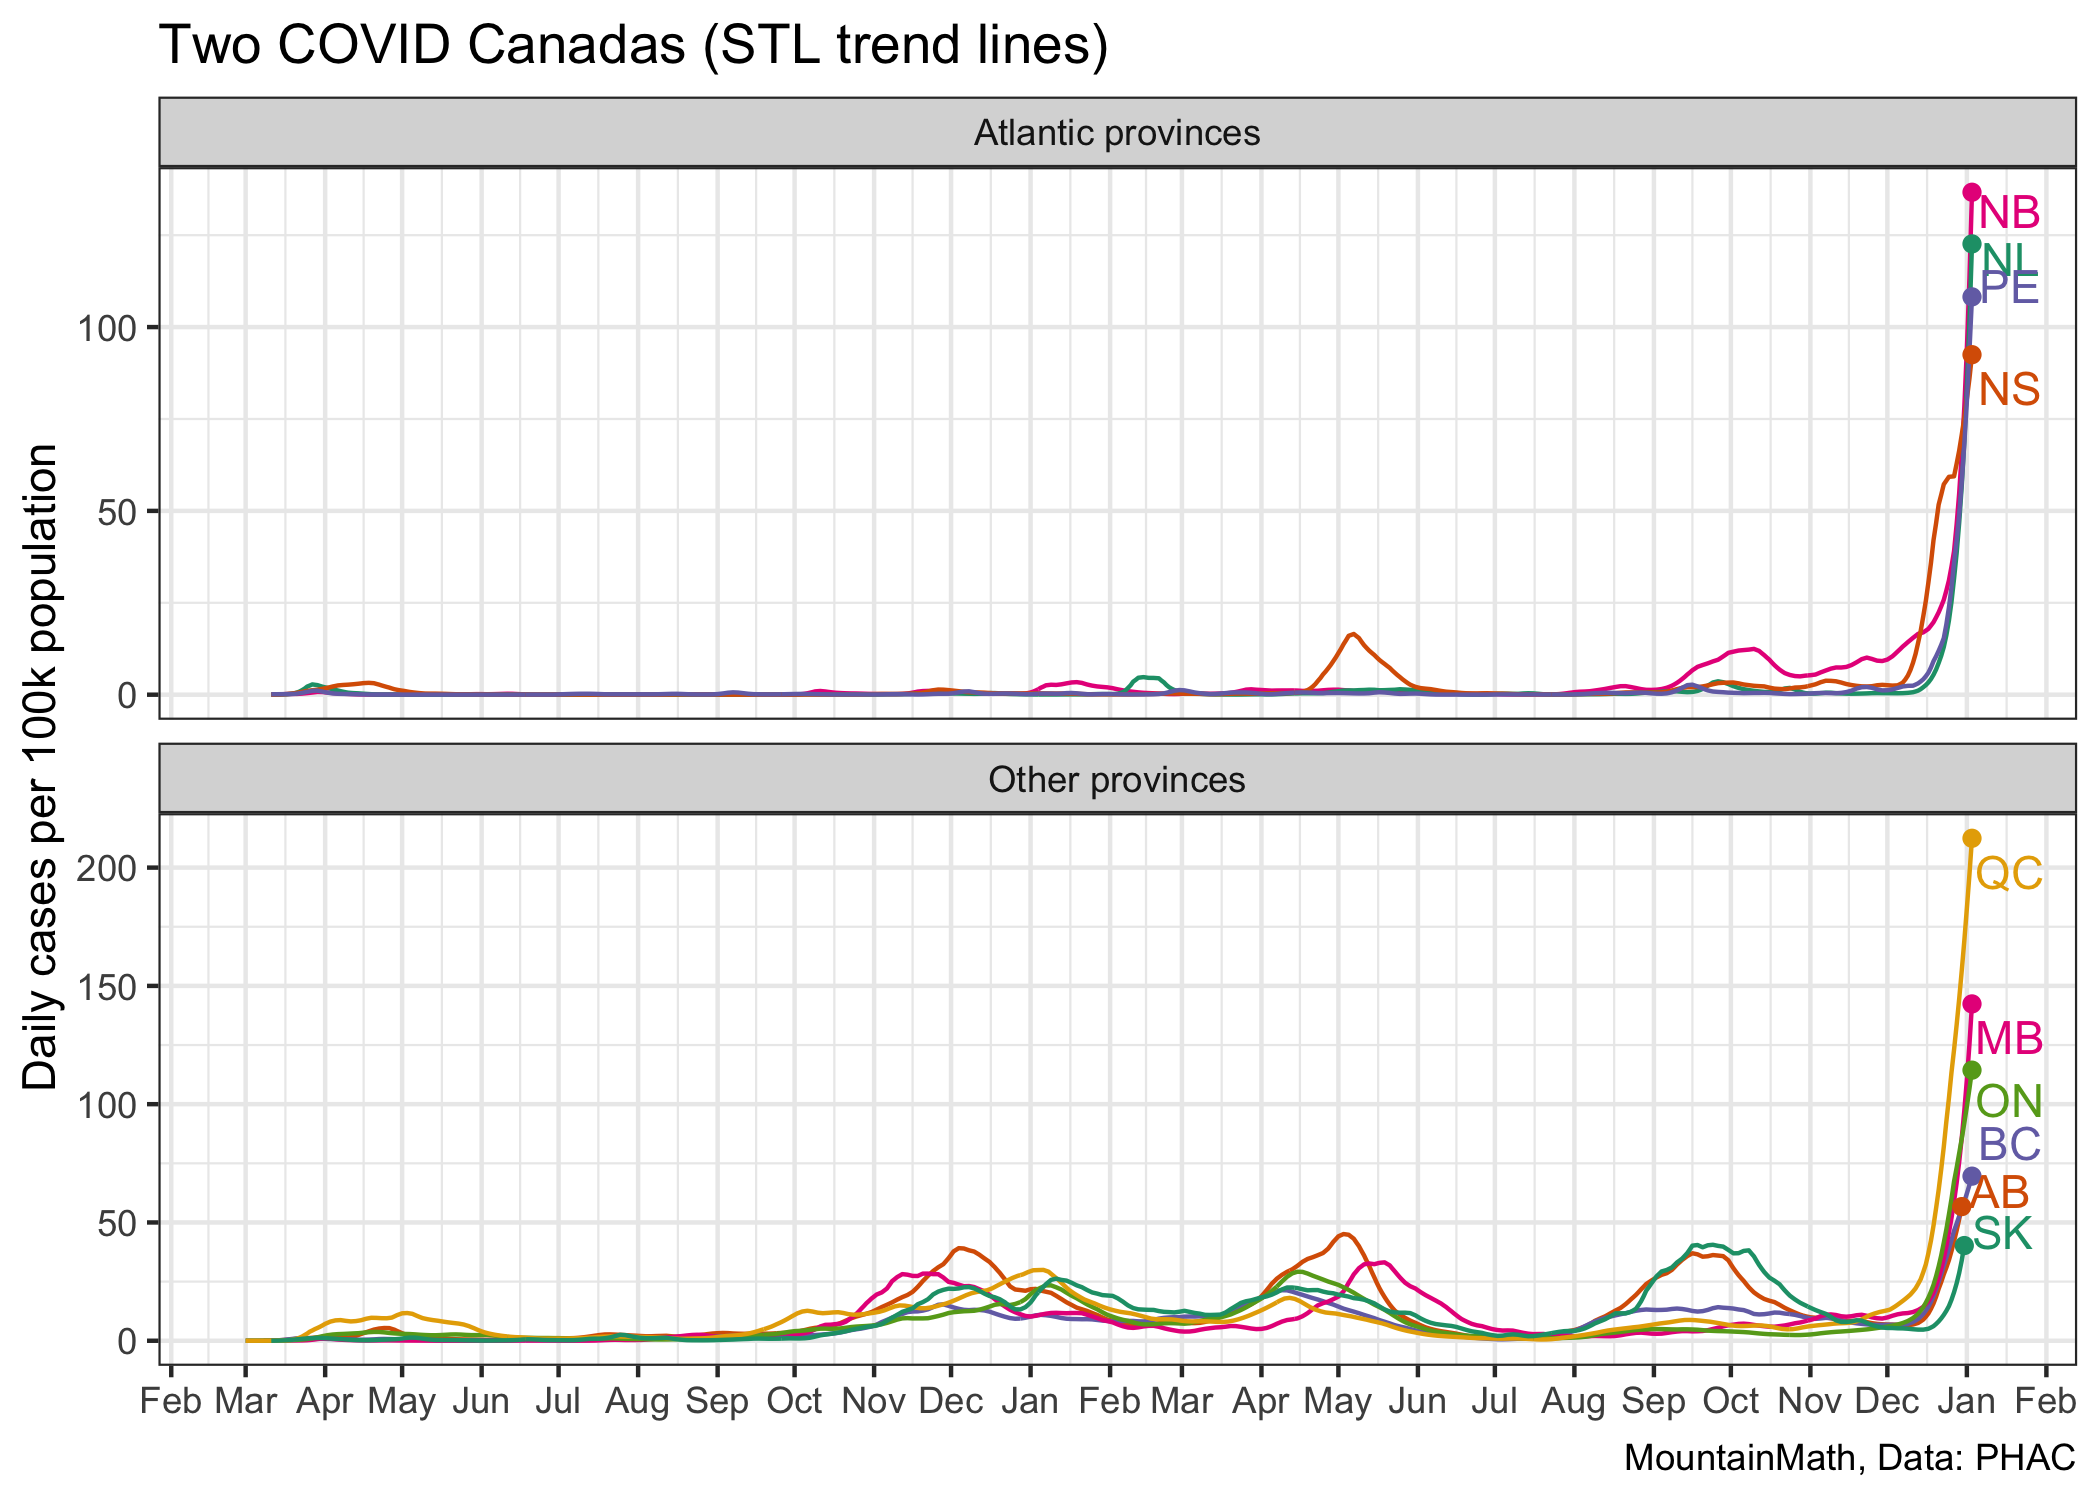 Two COVID Canadas (STL trend lines)
Atlantic provinces
NB
NL
PE
NS
100
50
0
Daily cases per 100k population
Other provinces
QC
MB
ON
BC
AB
SK
200
150
100
50
0
Feb Mar Apr May Jun Jul Aug Sep Oct Nov Dec Jan Feb Mar Apr May Jun Jul Aug Sep Oct Nov Dec Jan Feb
MountainMath, Data: PHAC